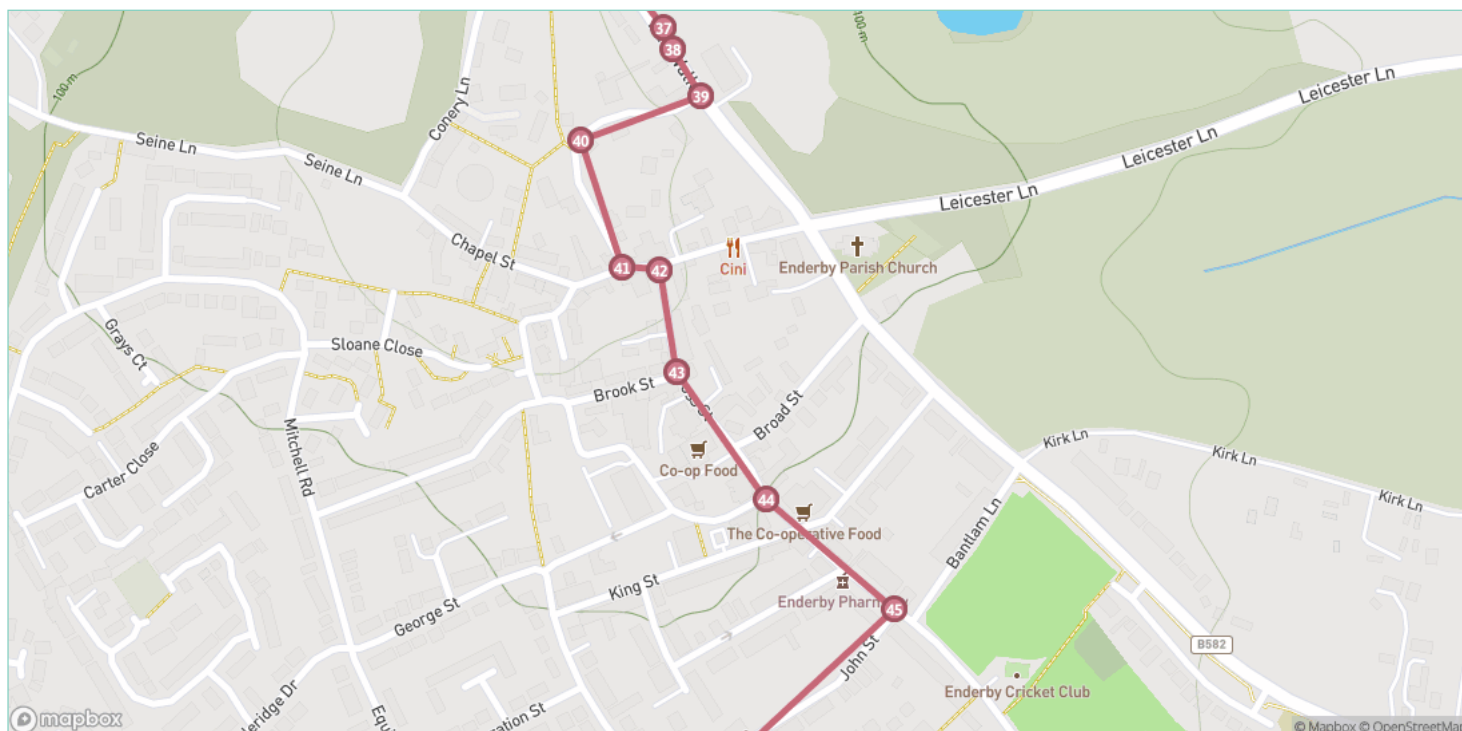 37
100-m
100-m
38
Leicester Ln
39
Conery Ln
Leicester Ln
Seine Ln
40
Seine Ln
Leicester Ln
Chapel St
41
42
Cini
Enderby Parish Church
Grays Ct
Sloane Close
43
Brook St
Broad St
Mitchell Rd
Co-op Food
Kirk Ln
Kirk Ln
Carter Close
44
Kirk Ln
The Co-operative Food
Bantlam Ln
King St
Enderby
45
George St
B582
John St
Enderby Cricket Club
mapbox
© Mapbox © OpenStreetMap